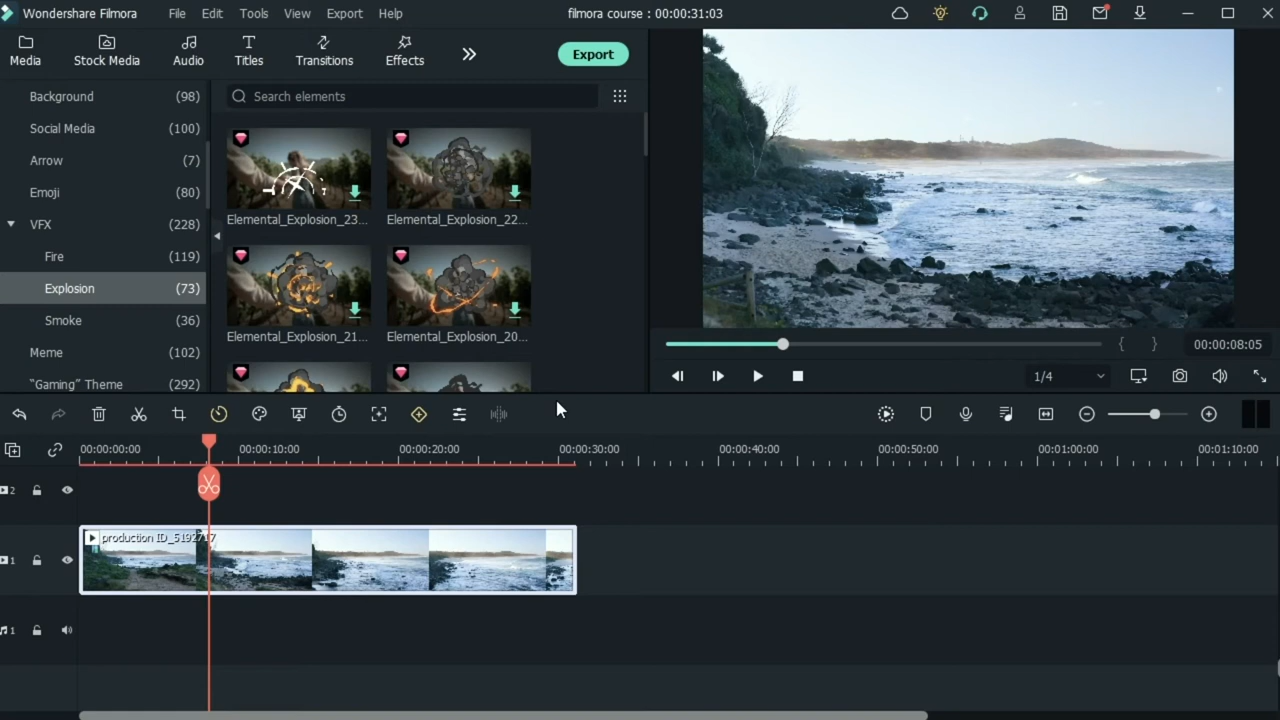 Wondershare Filmora File Edit Tools View Export Help filmora course : 00:00:31:03
Media Stock Media Audio Titles Transitions Effects Export
Background (98)
Social Media (100)
Arrow (7)
Emoji (80)
VFX (228)
Fire (119)
Explosion (73)
Smoke (36)
Meme (102)
“Gaming” Theme (292)
Search elements
Elemental_Explosion_23... Elemental_Explosion_22...
Elemental_Explosion_21... Elemental_Explosion_20...
{ } 00:00:08:05
1/4
00:00:00:00 00:00:10:00 00:00:20:00 00:00:30:00 00:00:40:00 00:00:50:00 00:01:00:00 00:01:10:00
2
production ID_5192717
1
1